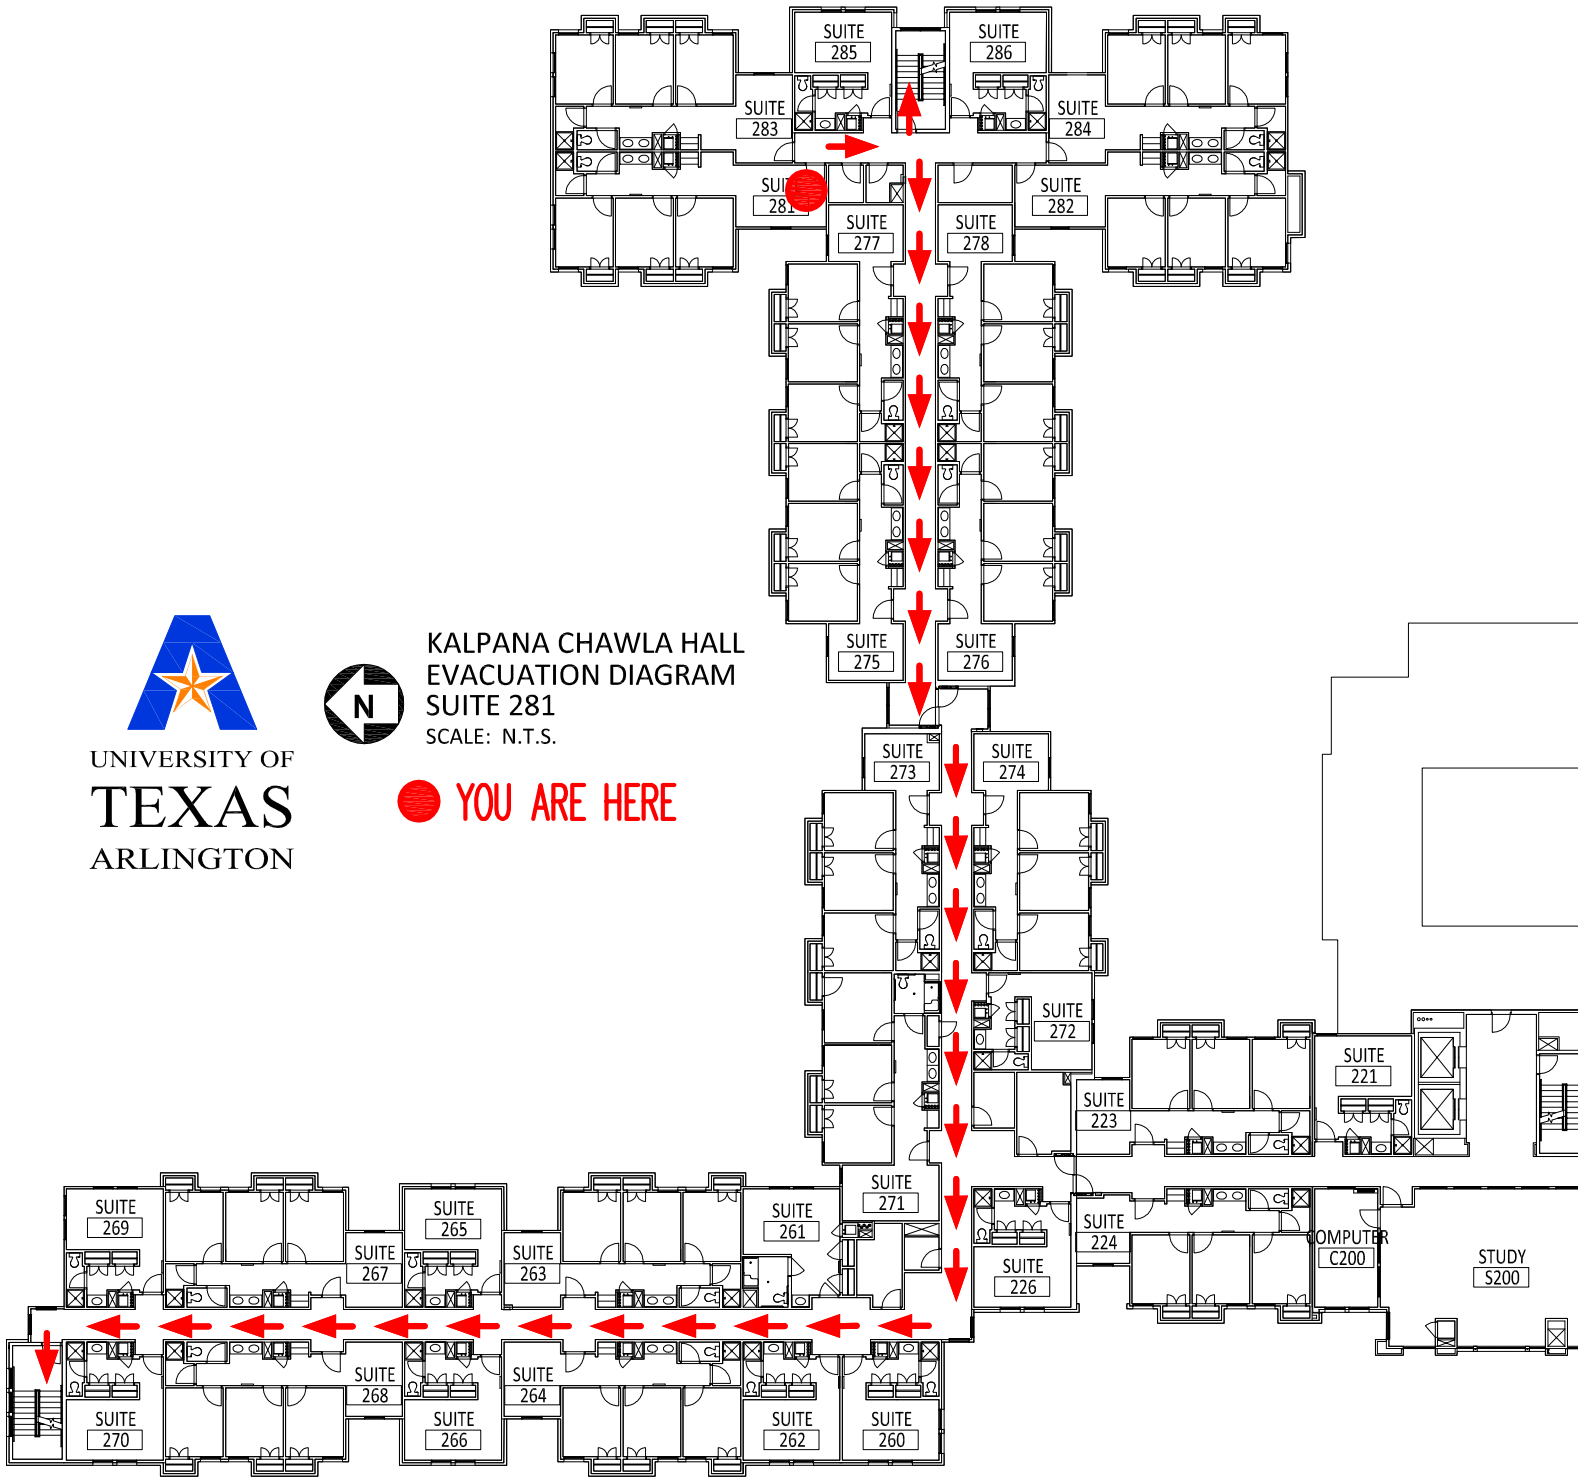 SUITE
285
SUITE
286
SUITE
283
SUITE
284
SUITE
281
SUITE
282
SUITE
277
SUITE
278
SUITE
275
SUITE
276
UNIVERSITY OF
TEXAS
ARLINGTON
N
KALPANA CHAWLA HALL
EVACUATION DIAGRAM
SUITE 281
SCALE: N.T.S.
YOU ARE HERE
SUITE
273
SUITE
274
SUITE
272
SUITE
221
SUITE
223
SUITE
271
SUITE
269
SUITE
265
SUITE
261
SUITE
267
SUITE
263
SUITE
224
SUITE
226
COMPUTER
C200
STUDY
S200
SUITE
268
SUITE
264
SUITE
270
SUITE
266
SUITE
262
SUITE
260